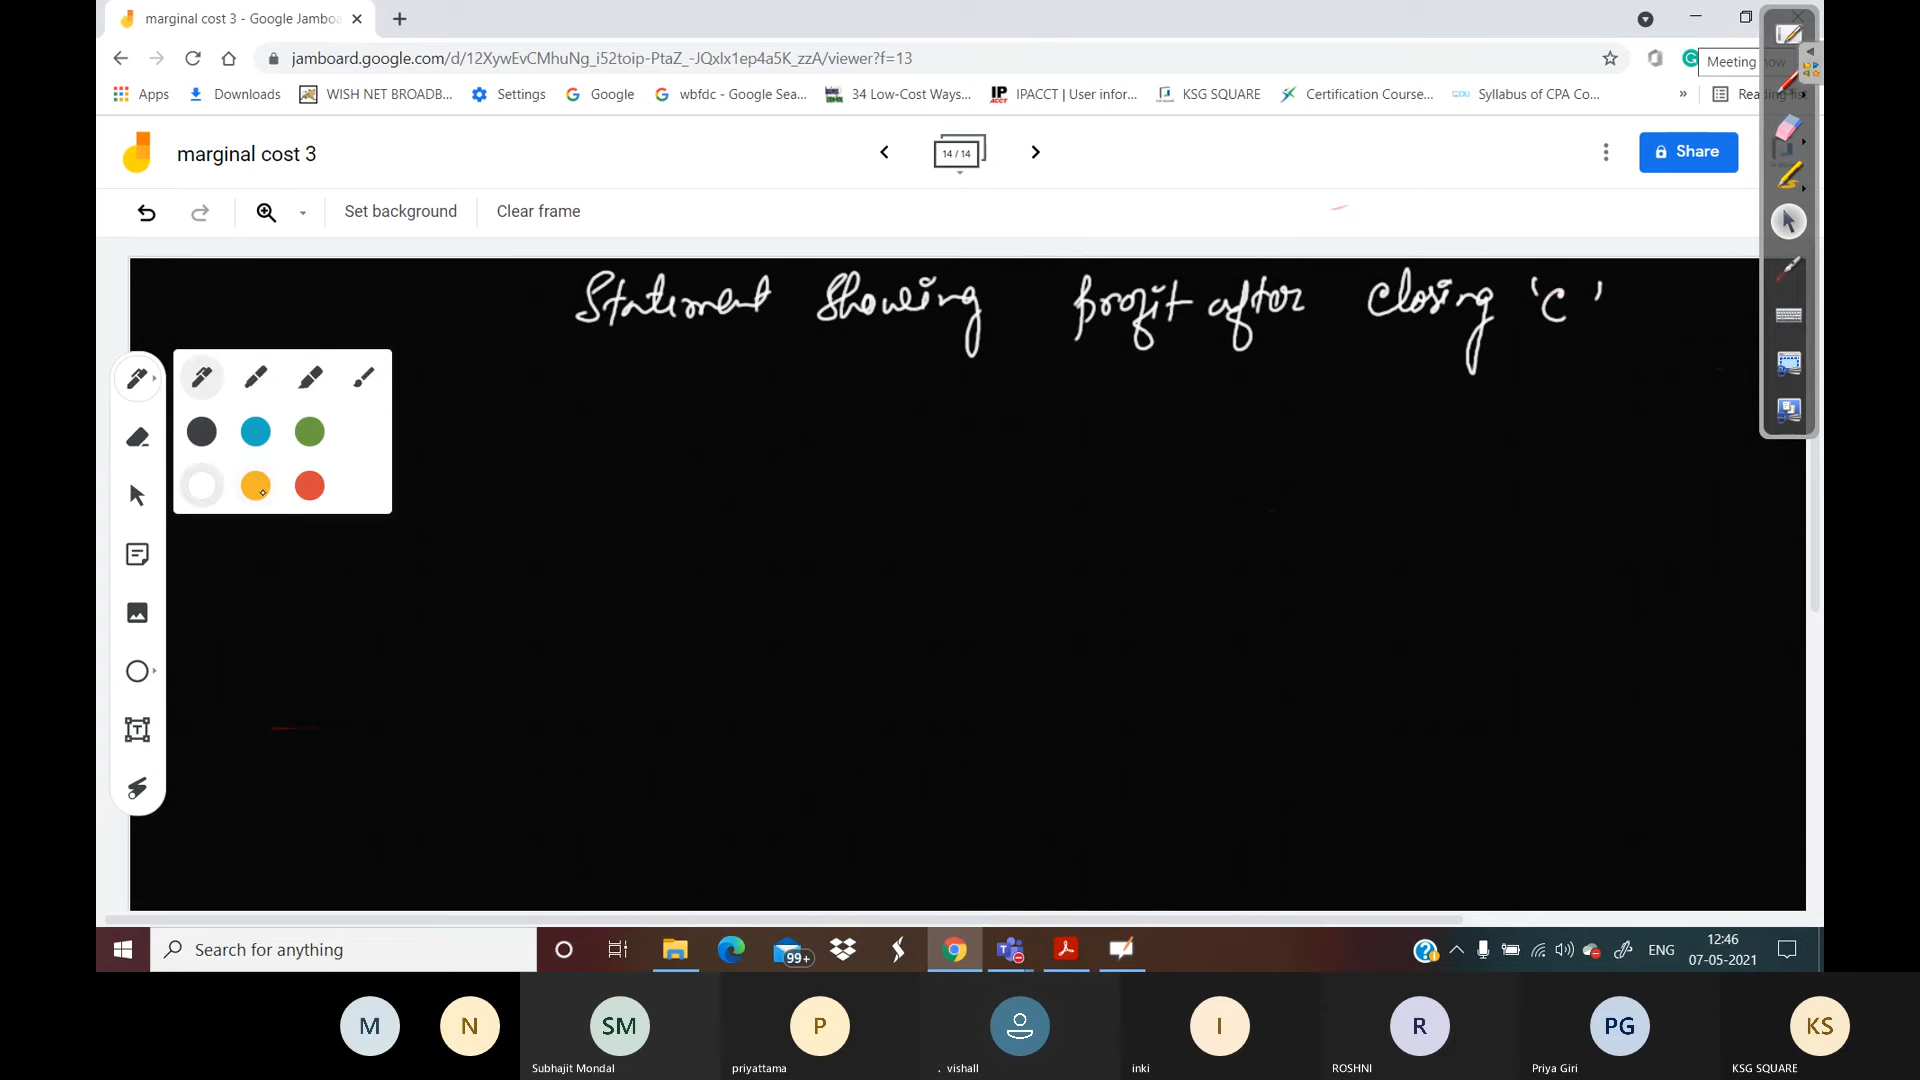 marginal cost 3 - Google Jamboa
jamboard.google.com/d/12XywEvCMhuNg_i52toip-PtaZ_-JQxlx1ep4a5K_zzA/viewer?f=13
Meeting now
Apps Downloads WISH NET BROADB... Settings Google wbfdc - Google Sea... 34 Low-Cost Ways... IPACCT | User infor... KSG SQUARE Certification Course... Syllabus of CPA Co... » Reading list
marginal cost 3
14 / 14
Share
Set background Clear frame
Statement Showing profit after Closing 'C'
Search for anything
99+
ENG
12:46
07-05-2021
M N SM P I R PG KS
Subhajit Mondal priyattama . vishall inki ROSHNI Priya Giri KSG SQUARE